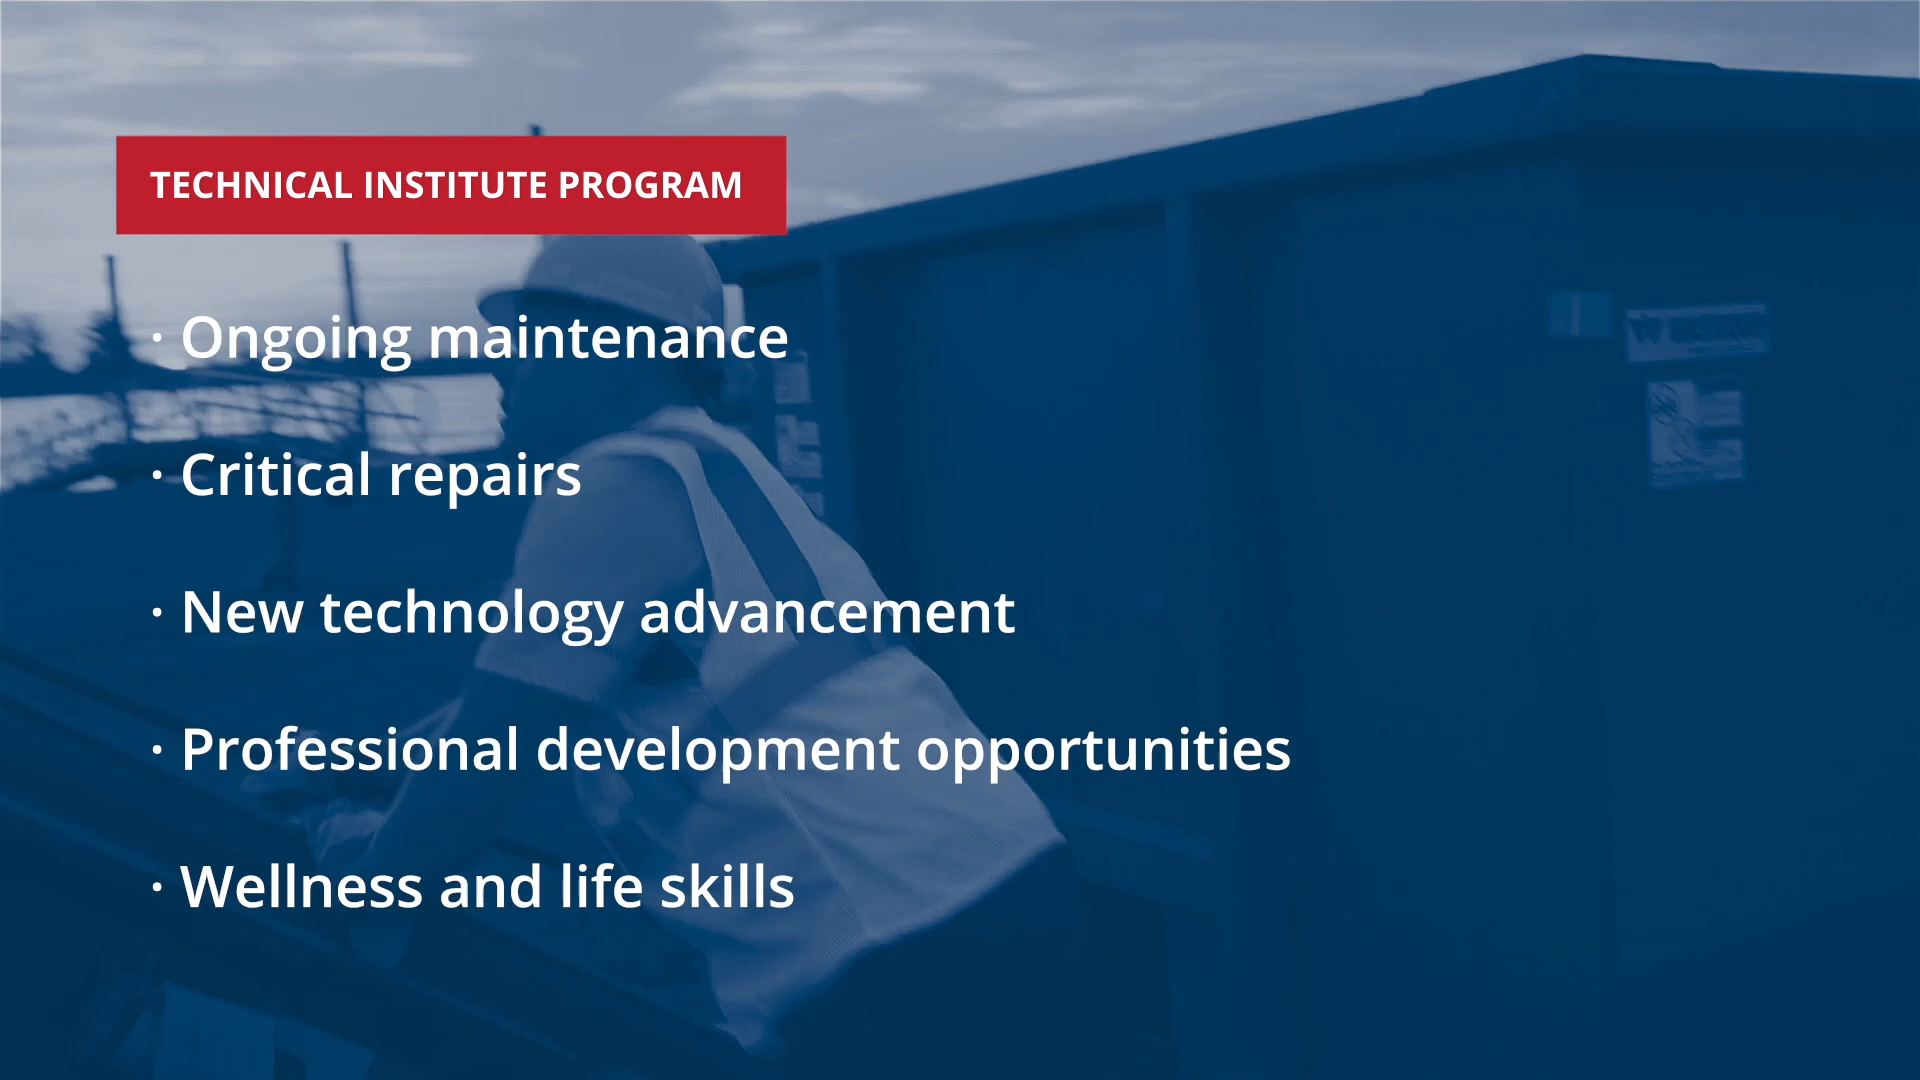 TECHNICAL INSTITUTE PROGRAM
· Ongoing maintenance
· Critical repairs
· New technology advancement
· Professional development opportunities
· Wellness and life skills